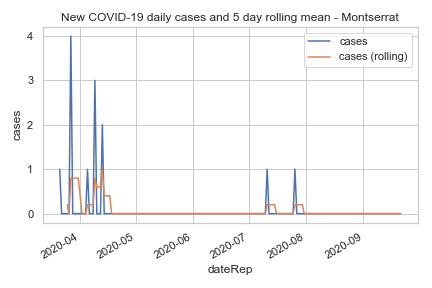 New COVID-19 daily cases and 5 day rolling mean - Montserrat
cases
cases (rolling)
4
3
2
1
0
cases
2020-04
2020-05
2020-06
2020-07
2020-08
2020-09
dateRep